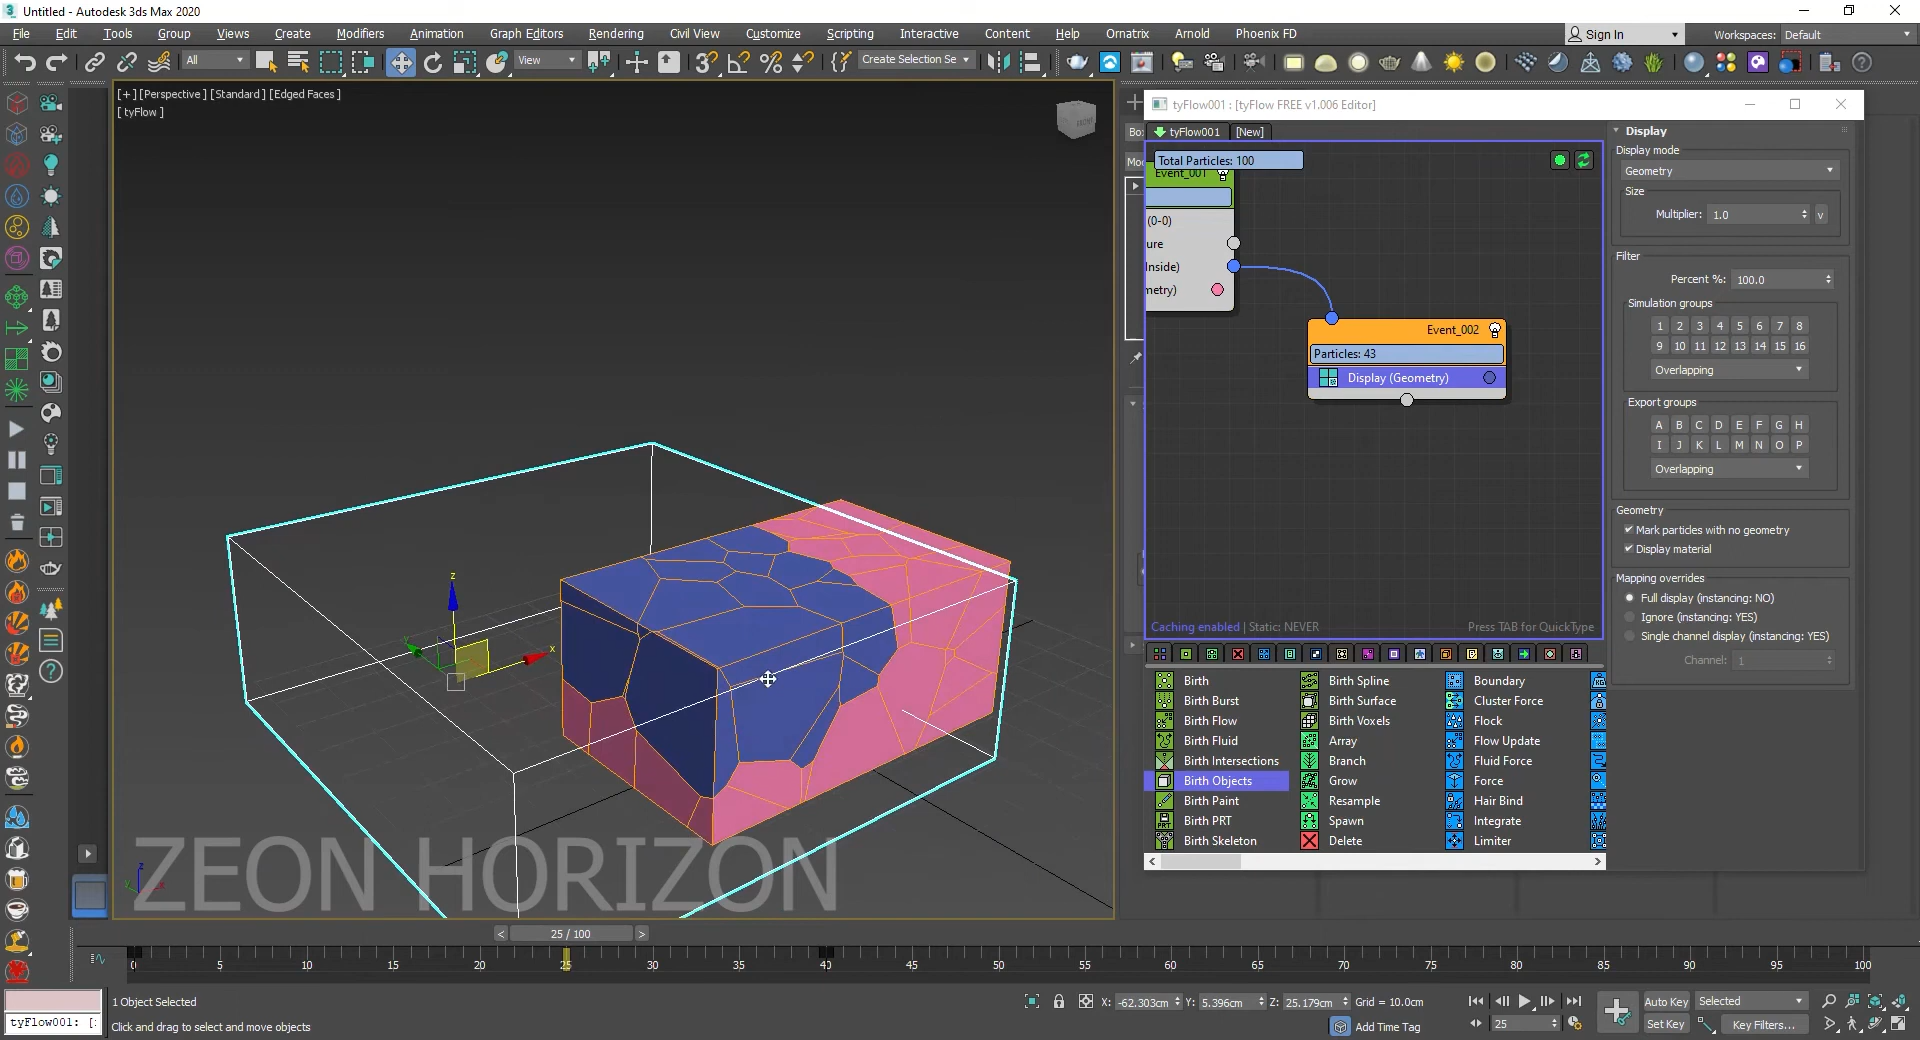 Untitled - Autodesk 3ds Max 2020
File Edit Tools Group Views Create Modifiers Animation Graph Editors Rendering Civil View Customize Scripting Interactive Content Help Ornatrix Arnold Phoenix FD
Sign In Workspaces: Default
All View Create Selection Se
[+] [Perspective] [Standard] [Edged Faces]
[tyFlow]
FRONT
tyFlow001 : [tyFlow FREE v1.006 Editor]
tyFlow001 [New]
Total Particles: 100
Event_001
(0-0)
ure
Inside)
metry)
Event_002
Particles: 43
Display (Geometry)
Caching enabled | Static: NEVER Press TAB for QuickType
Display
Display mode
Geometry
Size
Multiplier: 1.0 v
Filter
Percent %: 100.0
Simulation groups
1 2 3 4 5 6 7 8
9 10 11 12 13 14 15 16
Overlapping
Export groups
A B C D E F G H
I J K L M N O P
Overlapping
Geometry
Mark particles with no geometry
Display material
Mapping overrides
Full display (instancing: NO)
Ignore (instancing: YES)
Single channel display (instancing: YES)
Channel: 1
Birth Birth Spline Boundary
Birth Burst Birth Surface Cluster Force
Birth Flow Birth Voxels Flock
Birth Fluid Array Flow Update
Birth Intersections Branch Fluid Force
Birth Objects Grow Force
Birth Paint Resample Hair Bind
Birth PRT Spawn Integrate
Birth Skeleton Delete Limiter
z
x
y
ZEON HORIZON
< 25 / 100 >
0 5 10 15 20 25 30 35 40 45 50 55 60 65 70 75 80 85 90 95 100
1 Object Selected
X: -62.303cm Y: 5.396cm Z: 25.179cm Grid = 10.0cm
Auto Key Selected
tyFlow001: [
Click and drag to select and move objects
Add Time Tag
25
Set Key Key Filters...